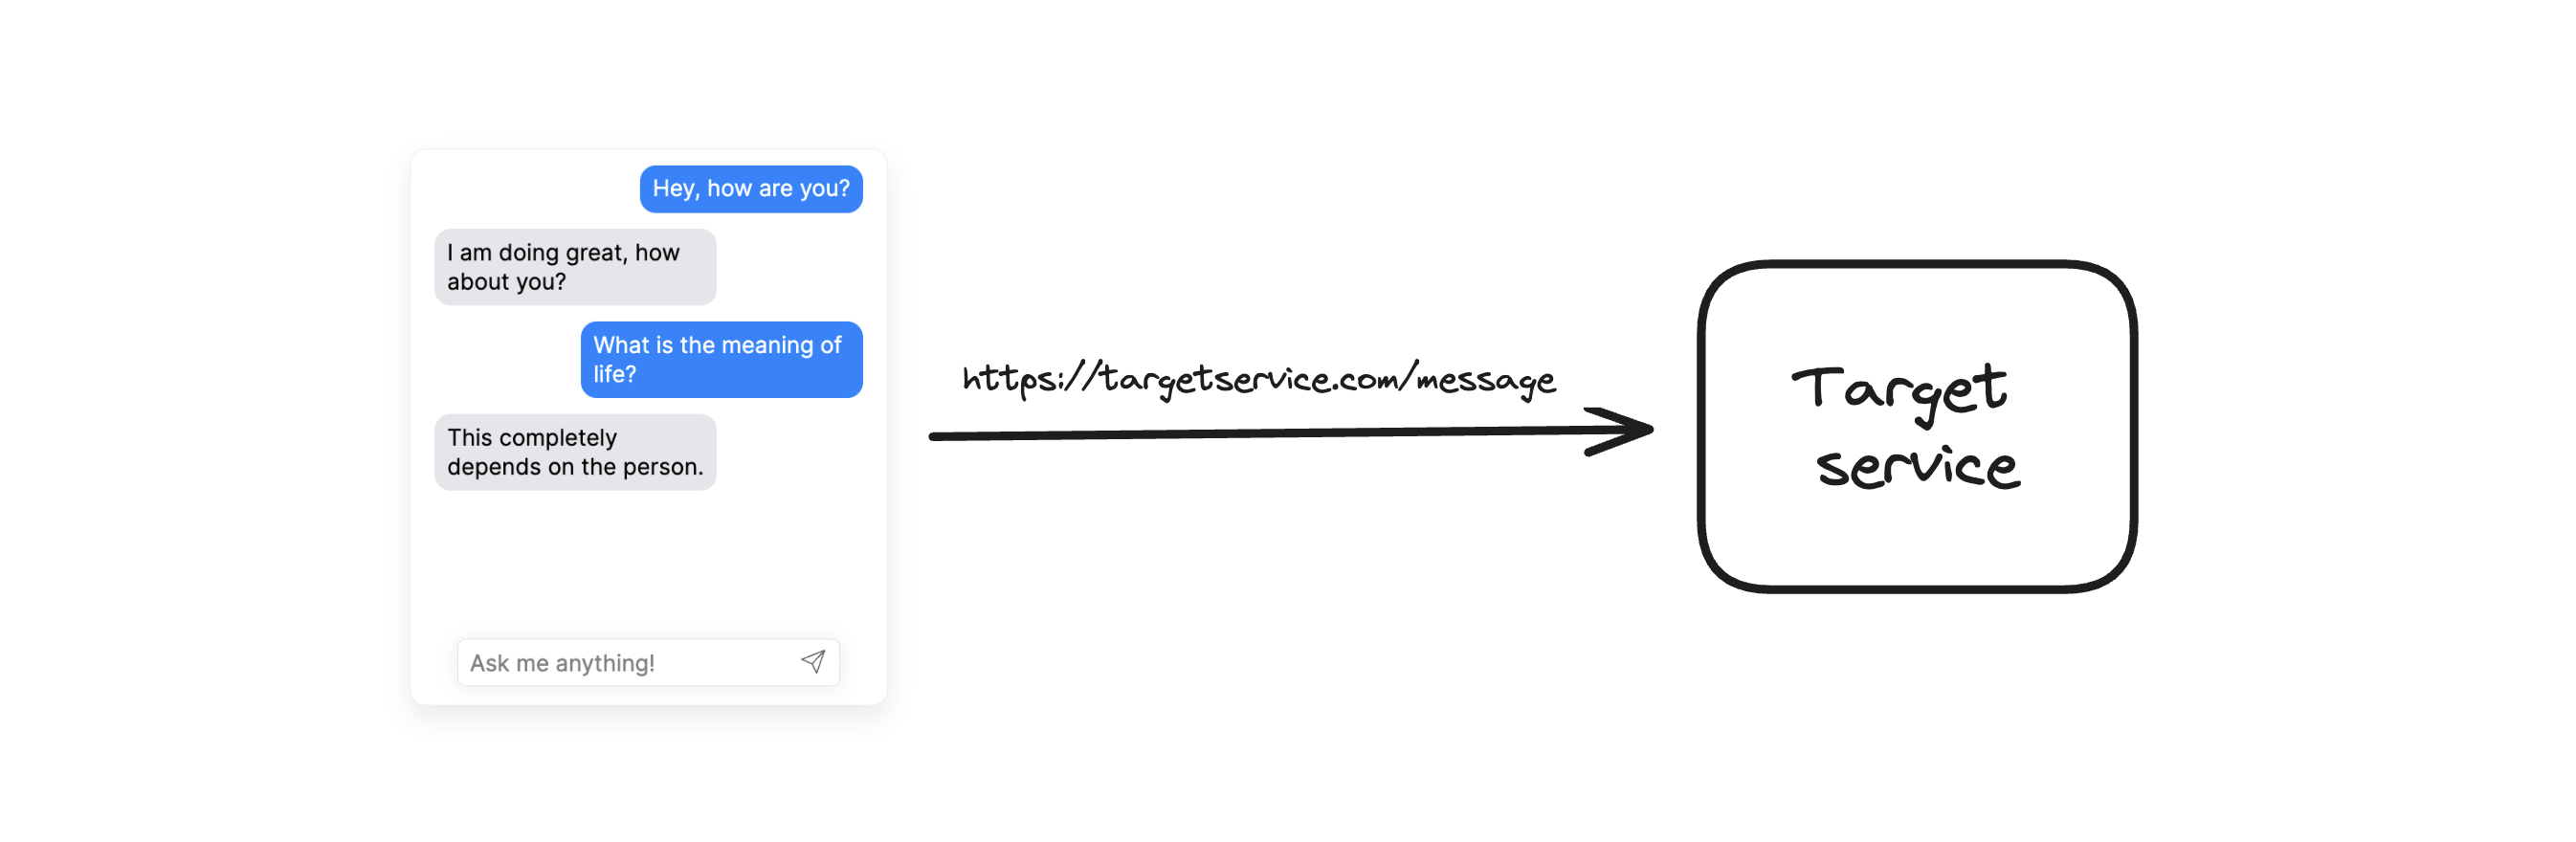 Hey, how are you?
I am doing great, how
about you?
What is the meaning of
life?
This completely
depends on the person.
Ask me anything!
https://targetservice.com/message
Target
service